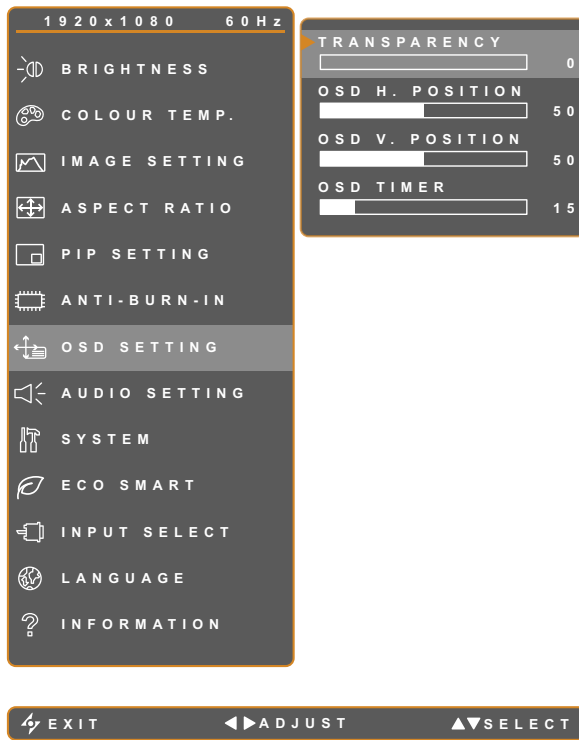 1920x1080 60Hz
BRIGHTNESS
COLOUR TEMP.
IMAGE SETTING
ASPECT RATIO
PIP SETTING
ANTI-BURN-IN
OSD SETTING
AUDIO SETTING
SYSTEM
ECO SMART
INPUT SELECT
LANGUAGE
INFORMATION
TRANSPARENCY
0
OSD H. POSITION
50
OSD V. POSITION
50
OSD TIMER
15
EXIT ADJUST SELECT